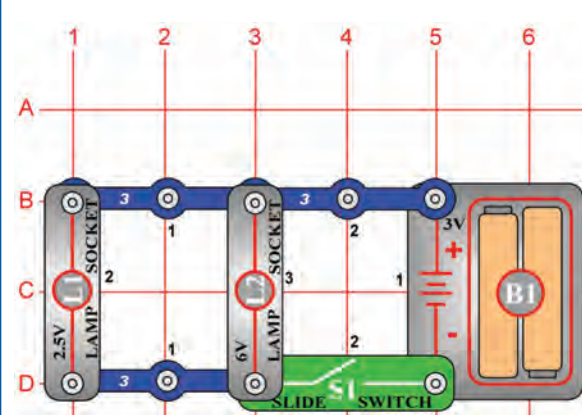 1 2 3 4 5 6
A
B
C
D
3 3
1 2
3V
+
L1
LAMP SOCKET
2.5V
2
L2
LAMP SOCKET
6V
3
1
B1
-
1 2
3
S1
SLIDE SWITCH